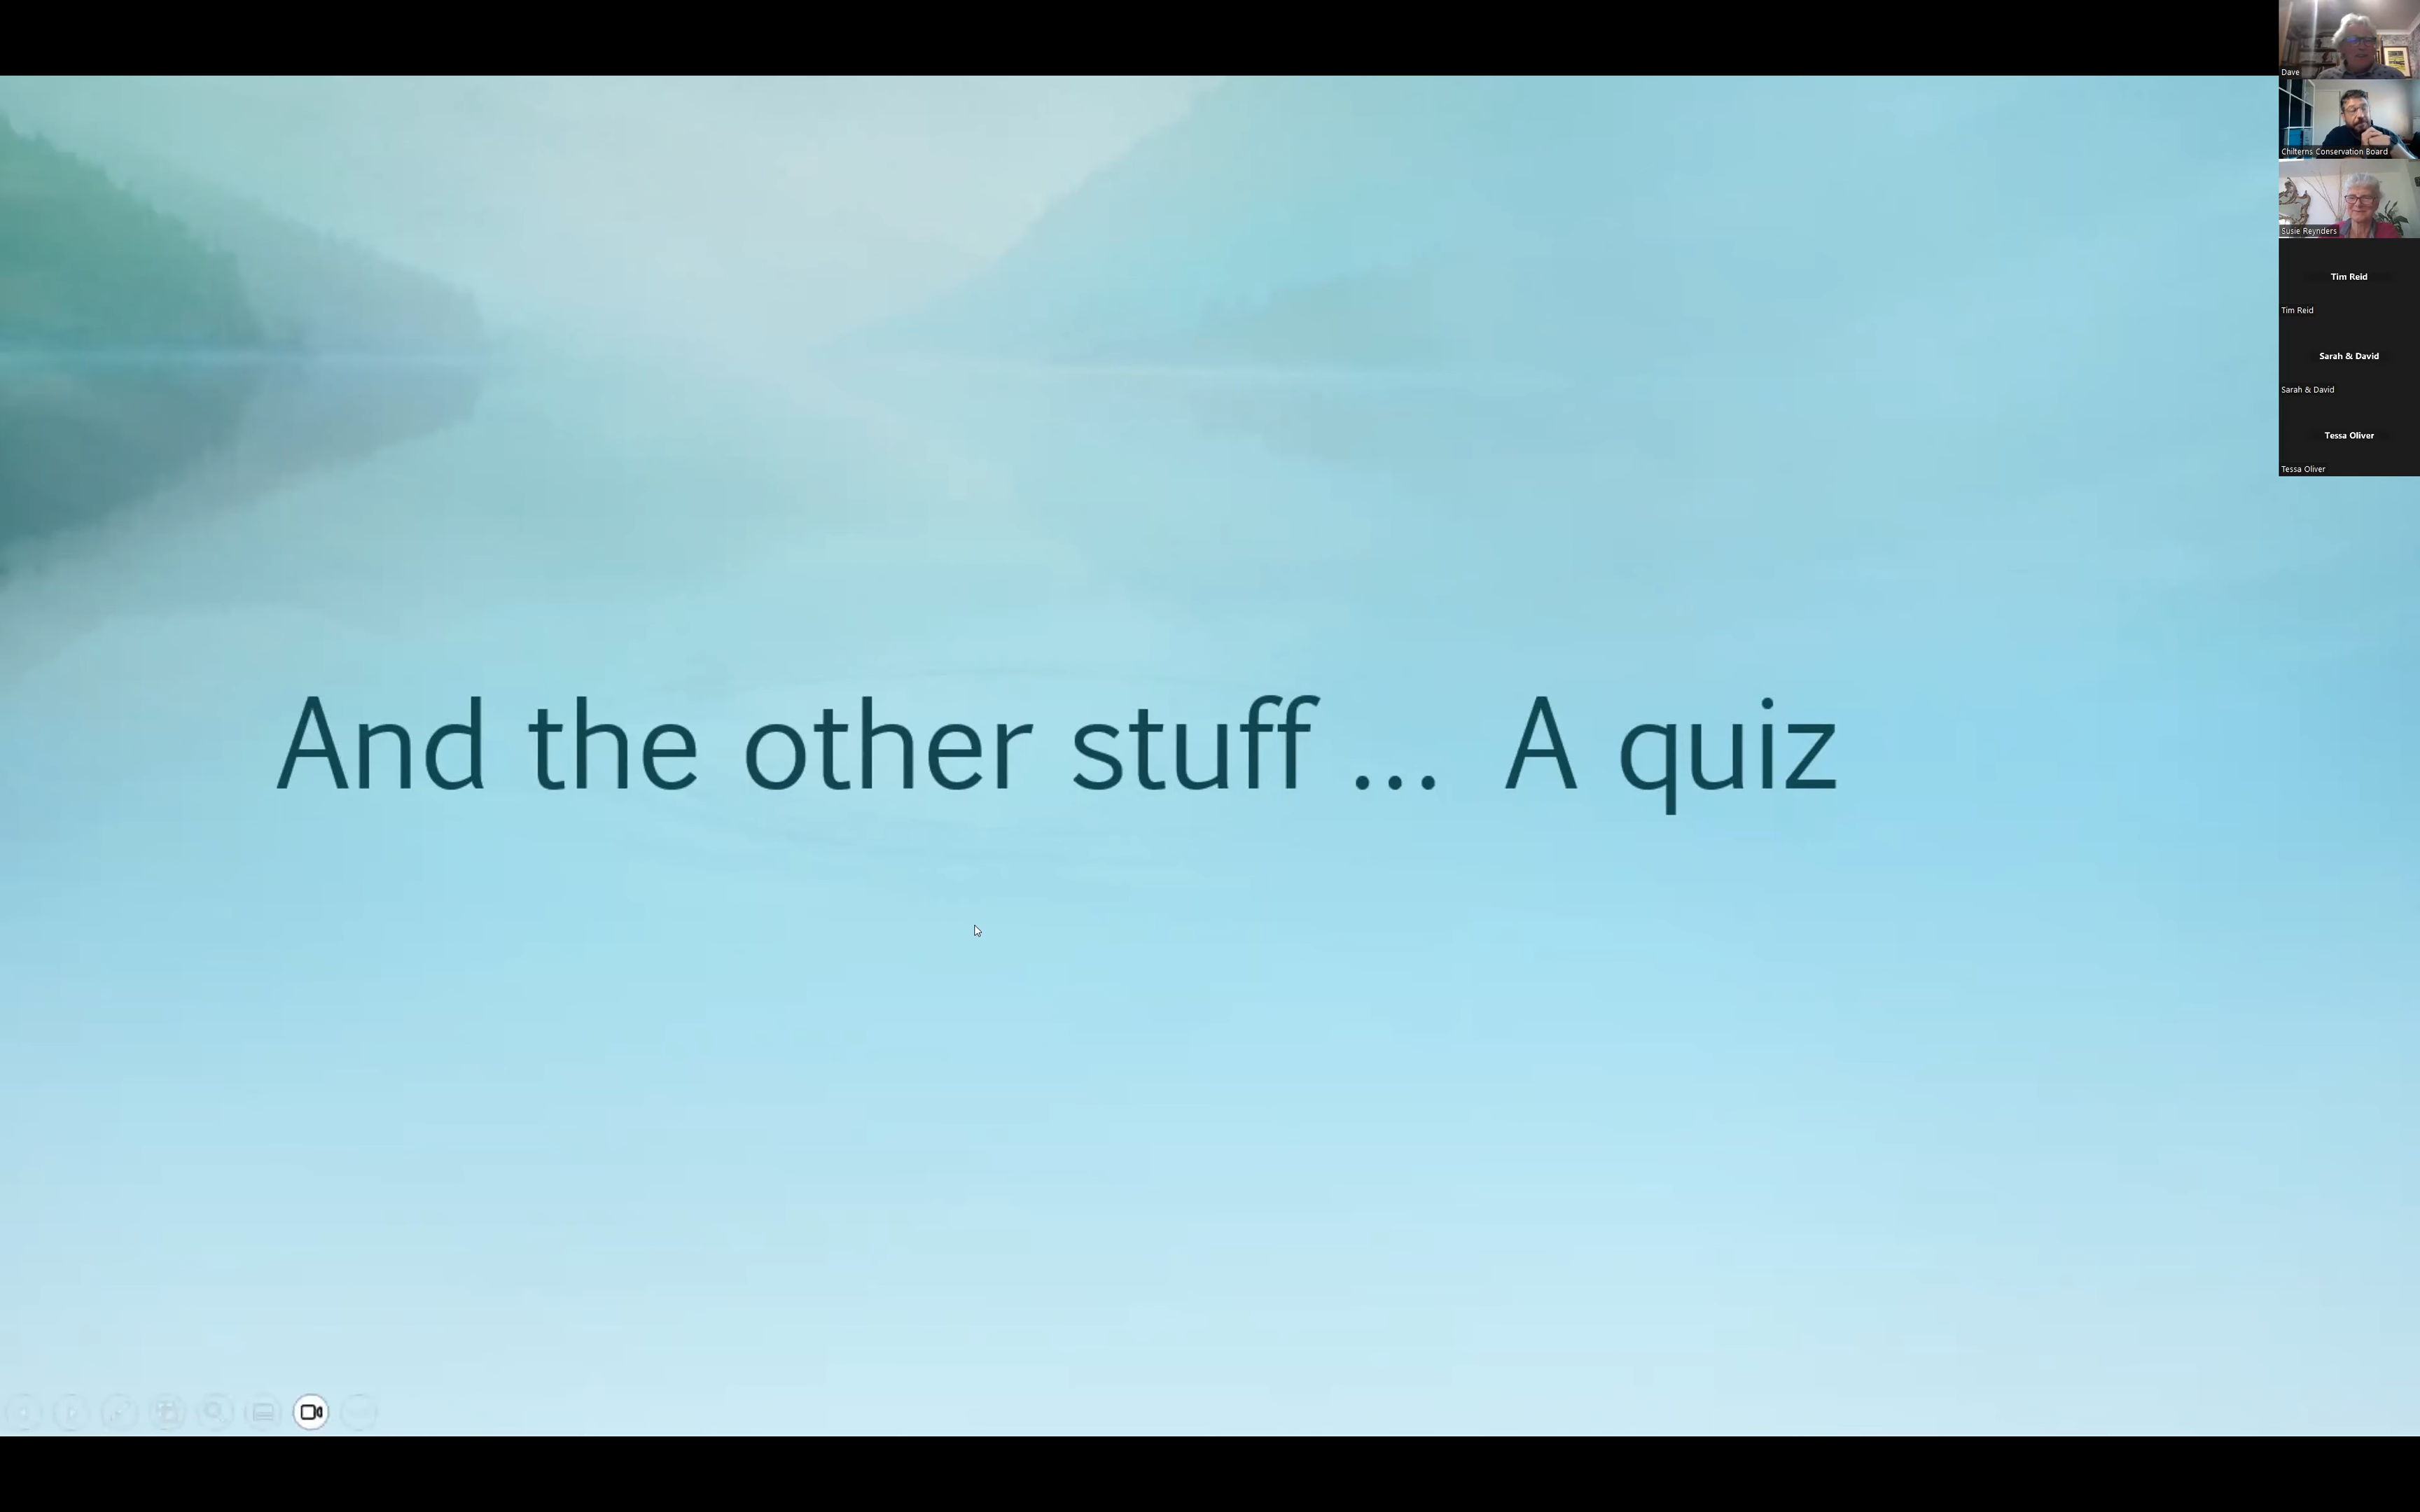 And the other stuff ... A quiz
Dave
Chilterns Conservation Board
Susie Reynders
Tim Reid
Tim Reid
Sarah & David
Sarah & David
Tessa Oliver
Tessa Oliver